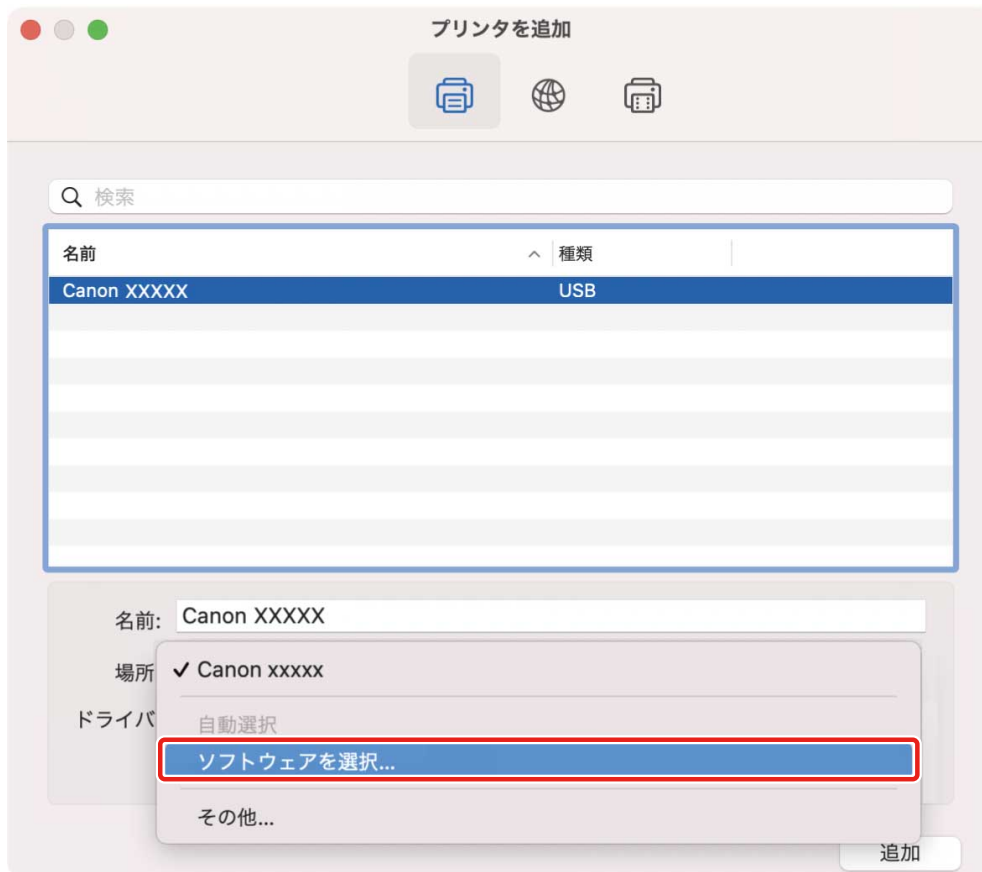 プリンタを追加
検索
名前 種類
Canon XXXXX USB
名前: Canon XXXXX
場所 ✓ Canon xxxxx
ドライバ 自動選択
ソフトウェアを選択...
その他...
追加